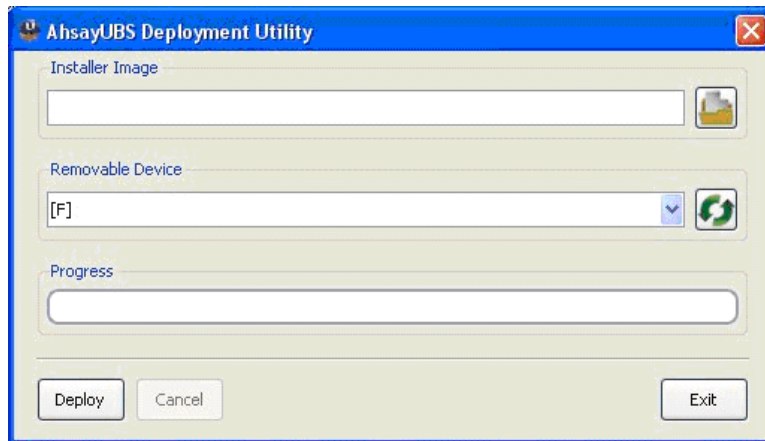 AhsayUBS Deployment Utility
Installer Image
Removable Device
[F]
Progress
Deploy Cancel Exit